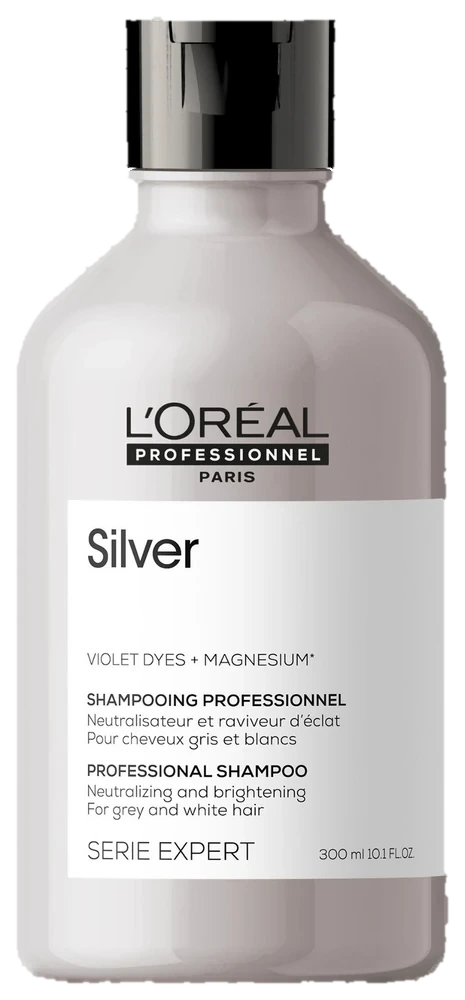 L'ORÉAL
PROFESSIONNEL
PARIS
Silver
VIOLET DYES + MAGNESIUM*
SHAMPOOING PROFESSIONNEL
Neutralisateur et raviveur d'éclat
Pour cheveux gris et blancs
PROFESSIONAL SHAMPOO
Neutralizing and brightening
For grey and white hair
SERIE EXPERT 300 ml 10.1 FL.OZ.